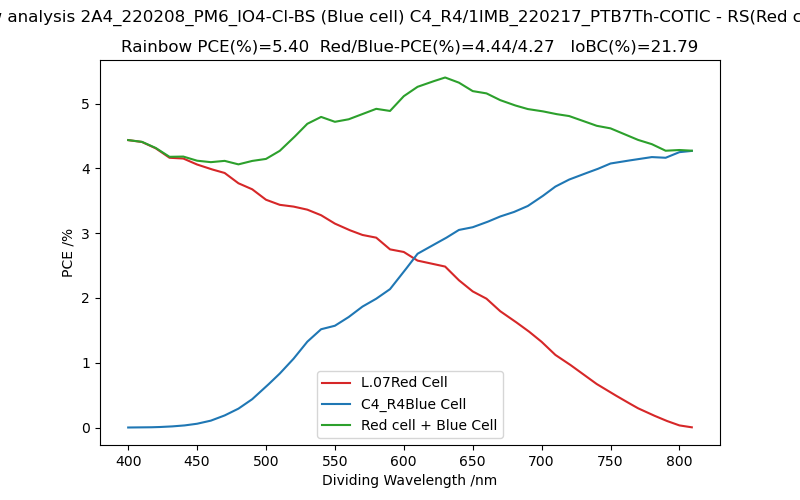 analysis 2A4_220208_PM6_IO4-Cl-BS (Blue cell) C4_R4/1IMB_220217_PTB7Th-COTIC - RS(Red
Rainbow PCE(%)=5.40 Red/Blue-PCE(%)=4.44/4.27 IoBC(%)=21.79
PCE /%
5
4
3
2
1
0
L.07Red Cell
C4_R4Blue Cell
Red cell + Blue Cell
400 450 500 550 600 650 700 750 800
Dividing Wavelength /nm